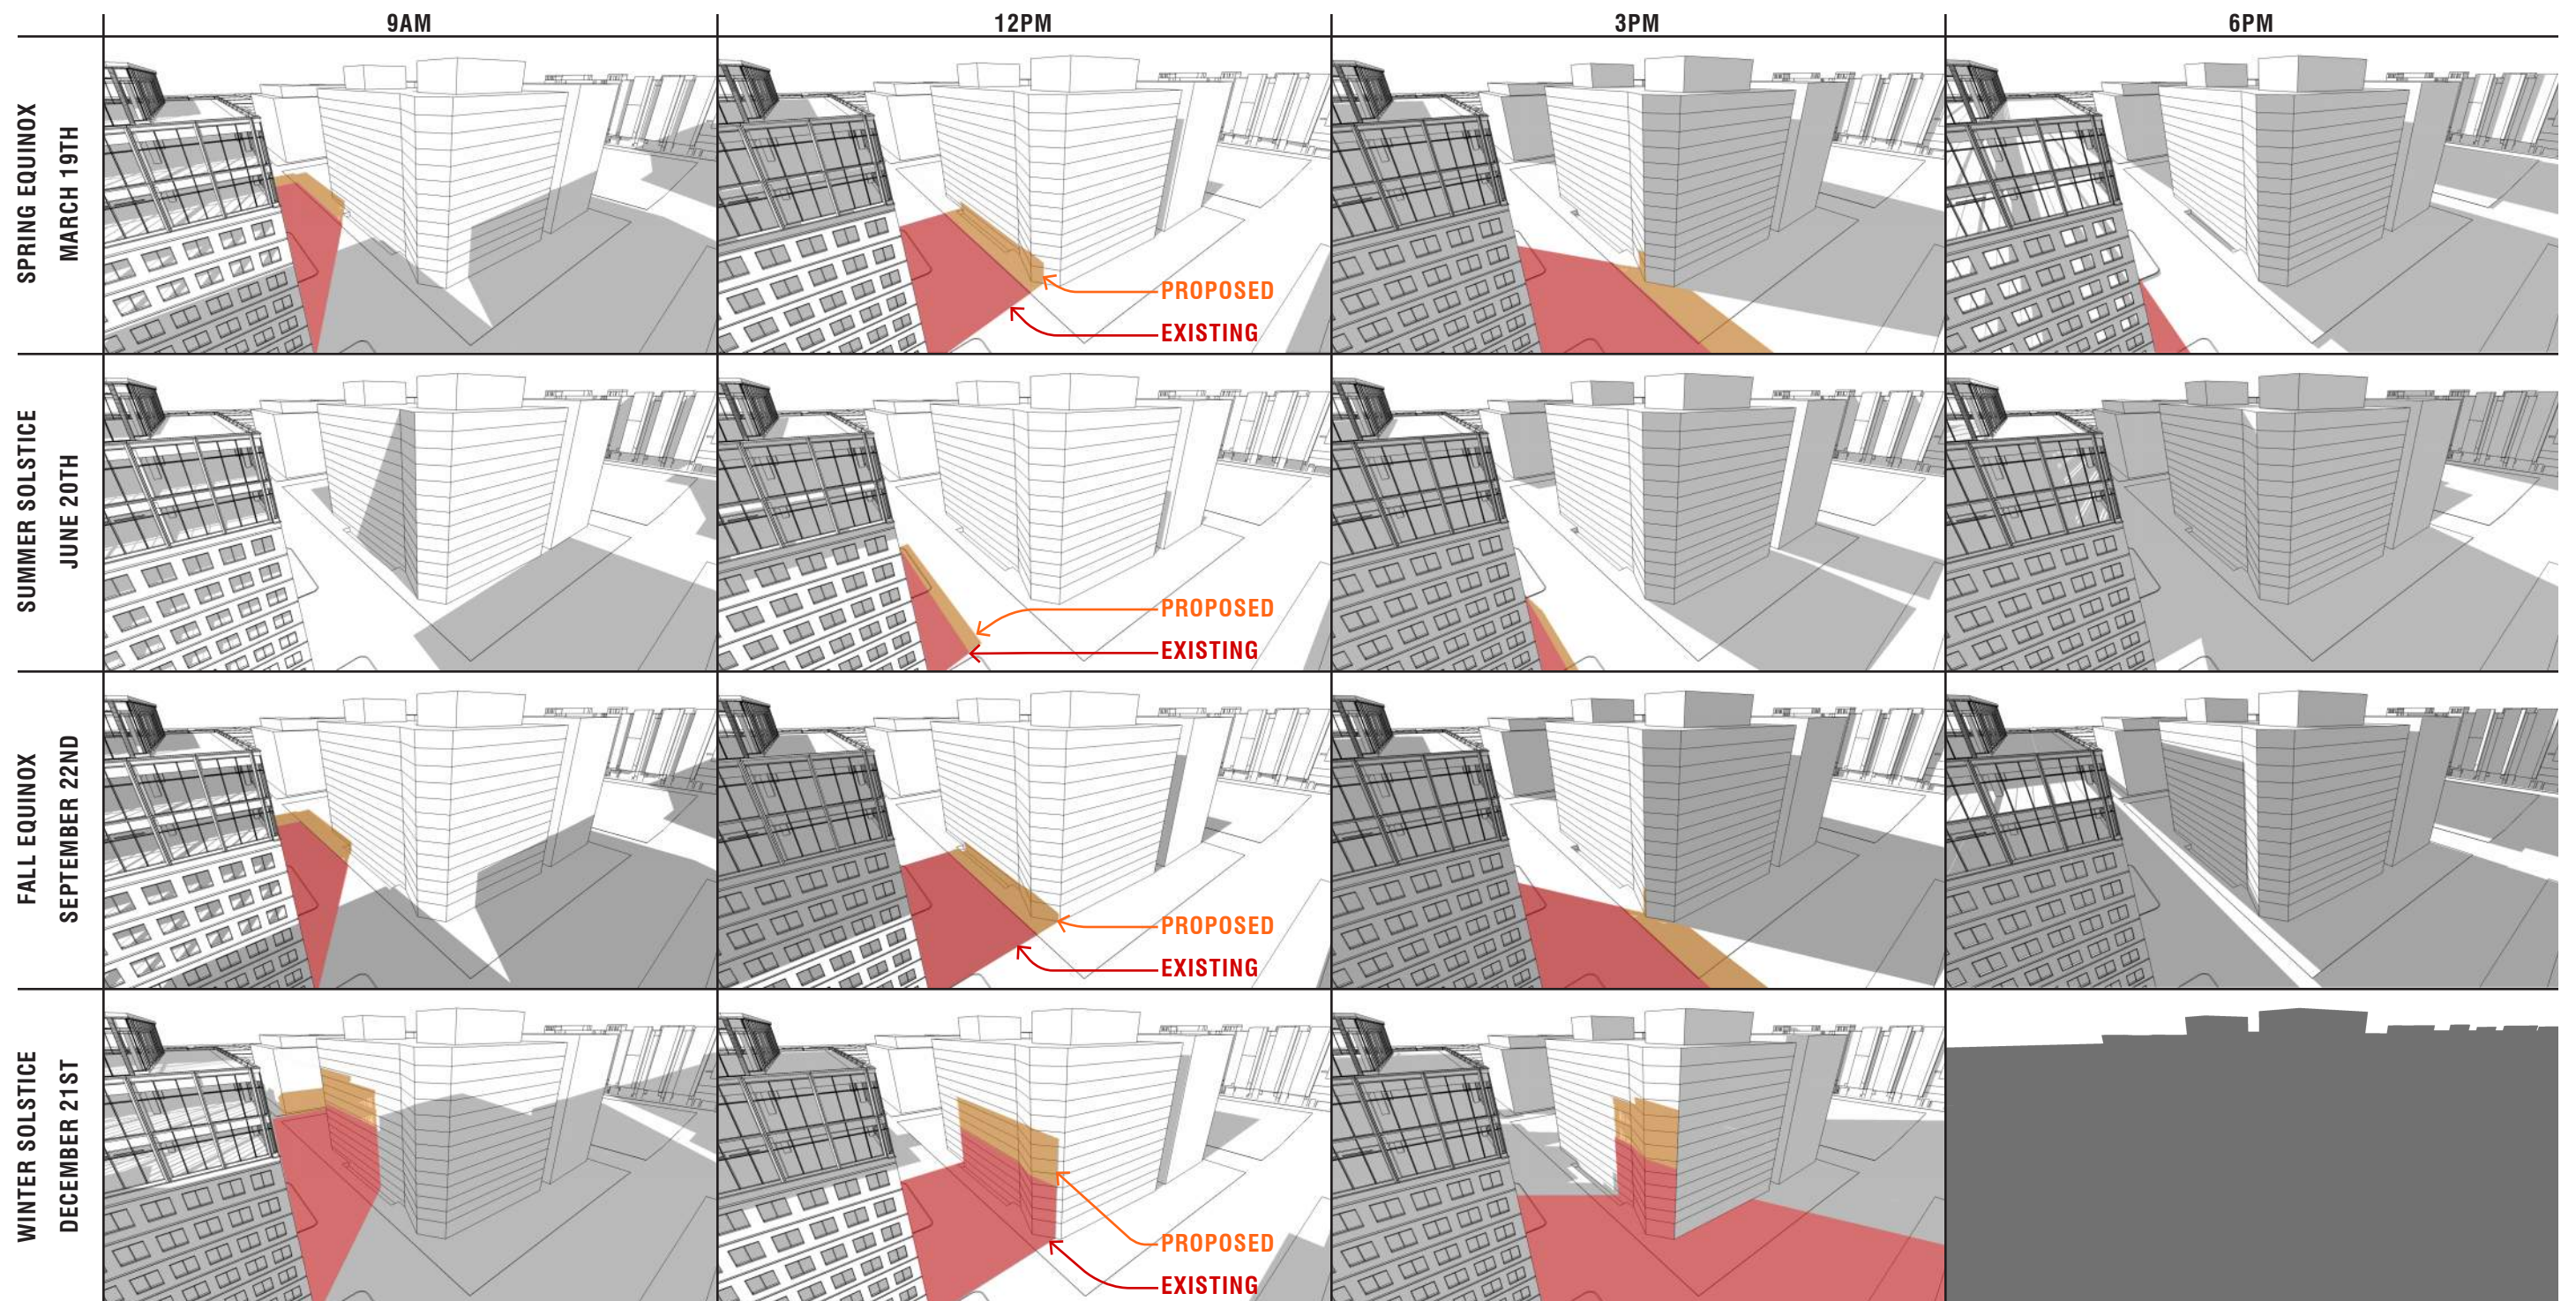 9AM
12PM
3PM
6PM
SPRING EQUINOX
MARCH 19TH
PROPOSED
EXISTING
SUMMER SOLSTICE
JUNE 20TH
PROPOSED
EXISTING
FALL EQUINOX
SEPTEMBER 22ND
PROPOSED
EXISTING
WINTER SOLSTICE
DECEMBER 21ST
PROPOSED
EXISTING